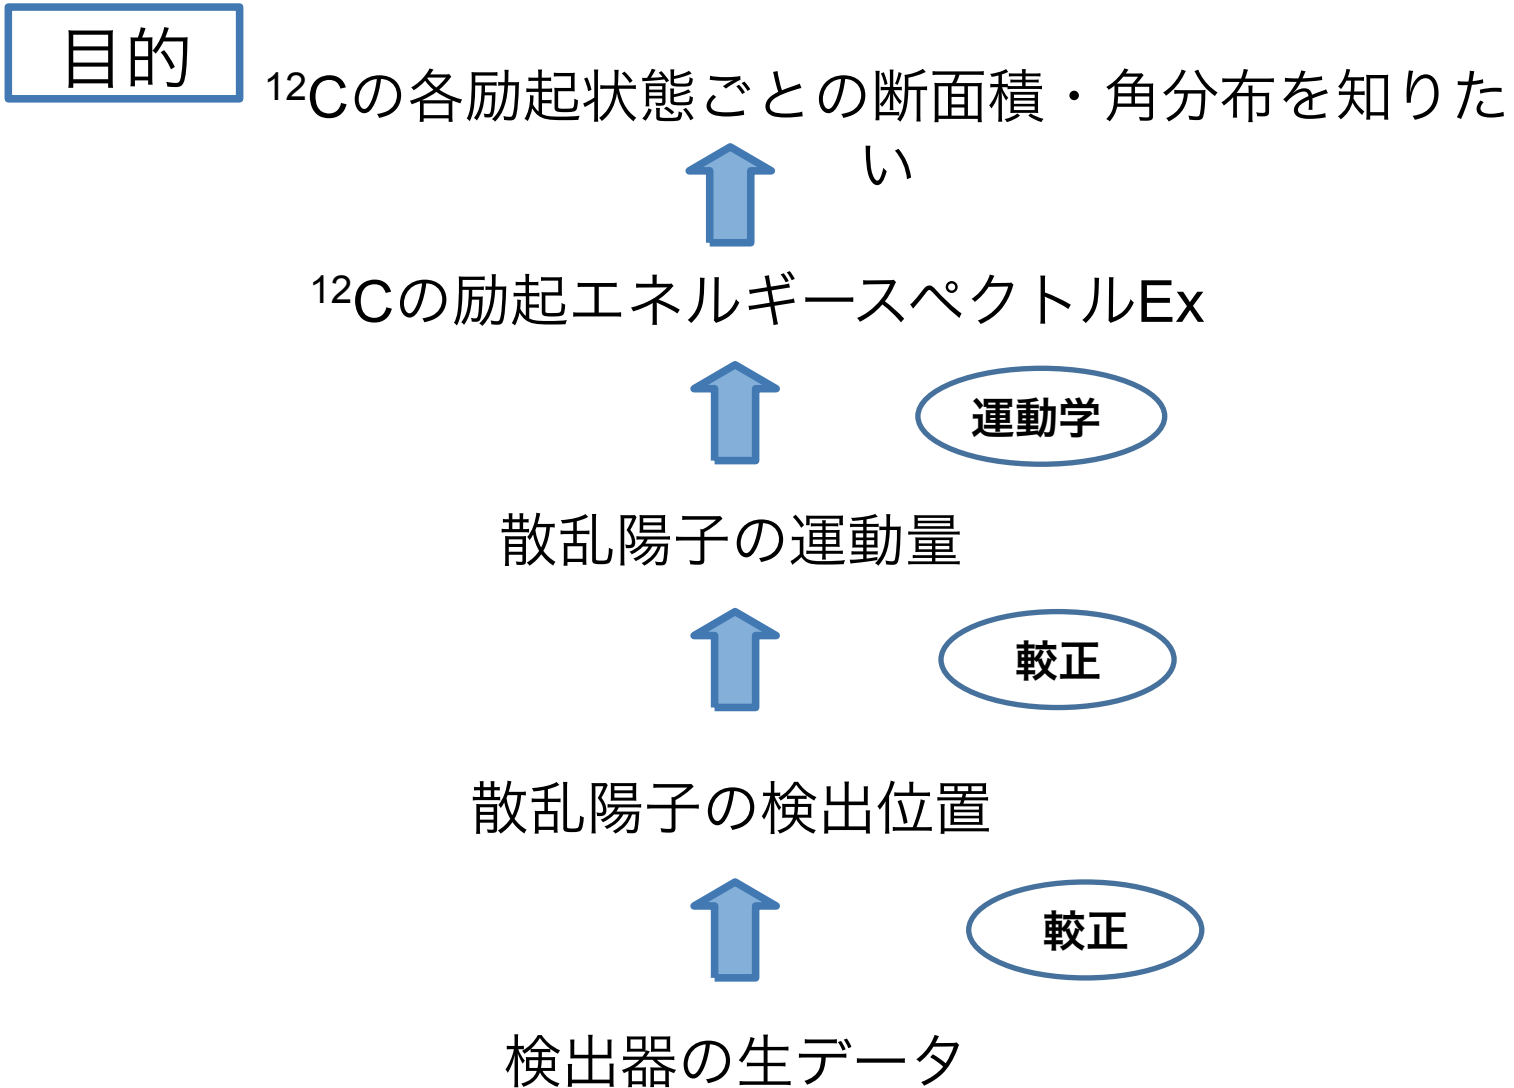 目的
¹²Cの各励起状態ごとの断面積・角分布を知りた
い
¹²Cの励起エネルギースペクトルEx
運動学
散乱陽子の運動量
較正
散乱陽子の検出位置
較正
検出器の生データ